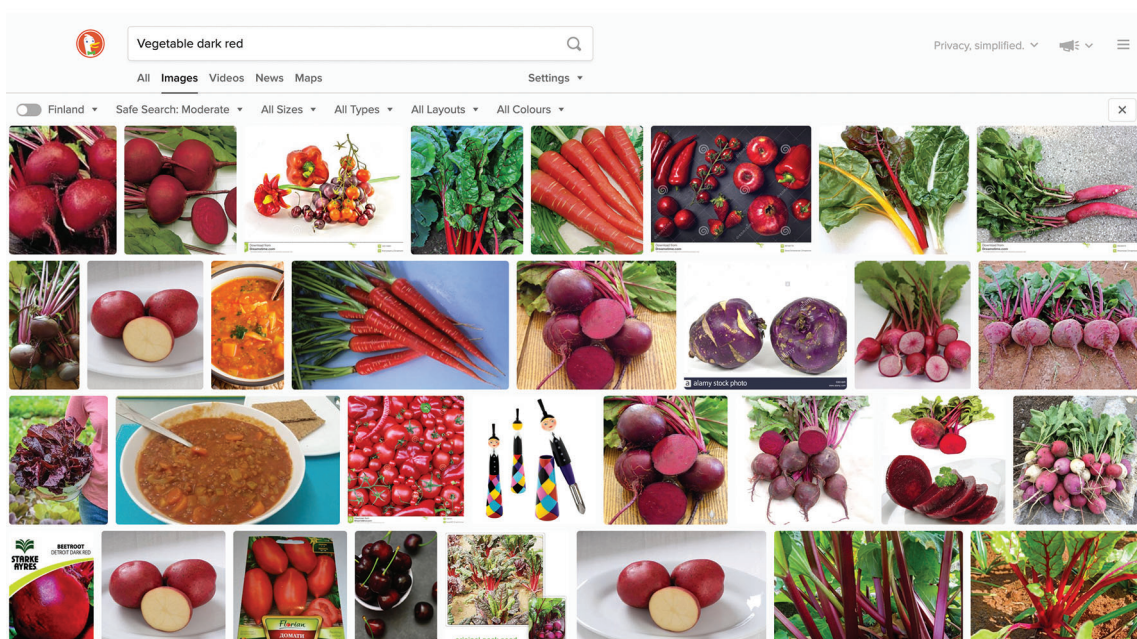 Vegetable dark red
Privacy, simplified.
All Images Videos News Maps
Settings
Finland
Safe Search: Moderate
All Sizes
All Types
All Layouts
All Colours
alamy stock photo
STARKE
AYRES
BEETROOT
DETROIT DARK RED
Florian
ДОМАТИ